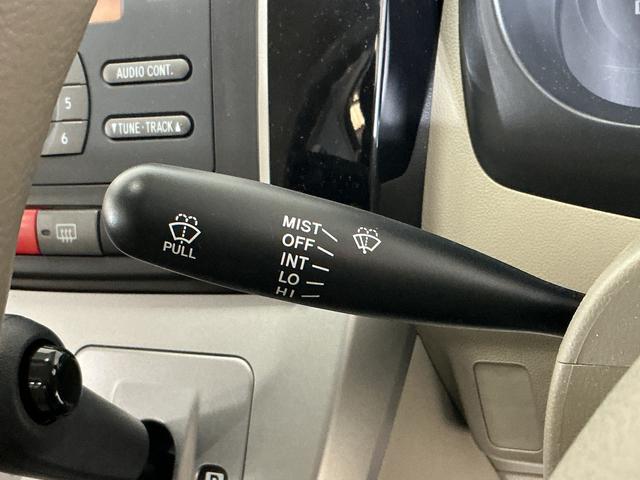 AUDIO CONT.
5
▼TUNE·TRACK▲
6
MIST
OFF
INT
LO
HI
PULL